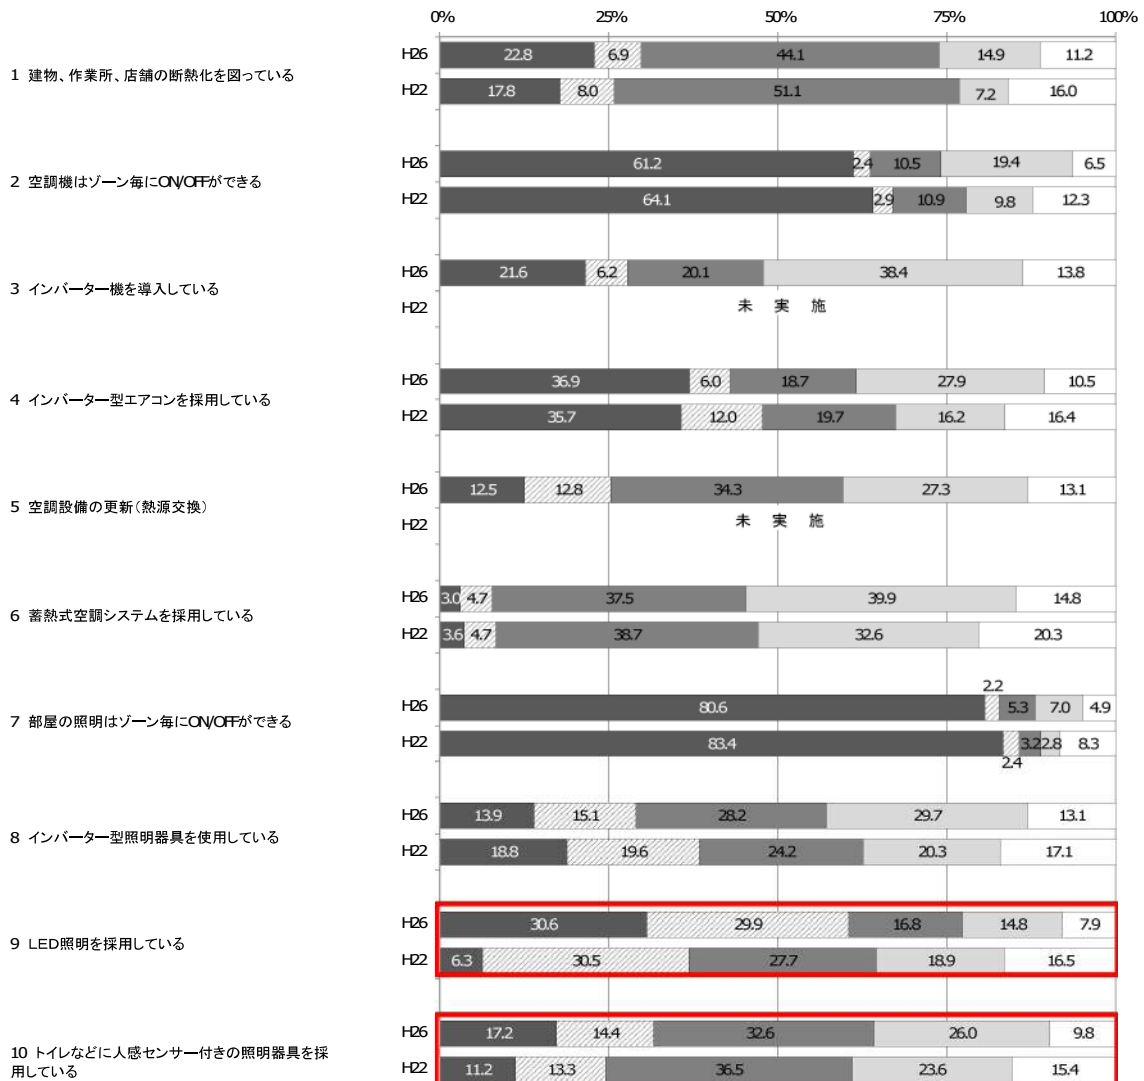 0% 25% 50% 75% 100%
H26 22.8 6.9 44.1 14.9 11.2
1 建物、作業所、店舗の断熱化を図っている
H22 17.8 8.0 51.1 7.2 16.0
H26 61.2 2.4 10.5 19.4 6.5
2 空調機はゾーン毎にON/OFFができる
H22 64.1 2.9 10.9 9.8 12.3
H26 21.6 6.2 20.1 38.4 13.8
3 インバーター機を導入している
H22 未 実 施
H26 36.9 6.0 18.7 27.9 10.5
4 インバーター型エアコンを採用している
H22 35.7 12.0 19.7 16.2 16.4
H26 12.5 12.8 34.3 27.3 13.1
5 空調設備の更新(熱源交換)
H22 未 実 施
H26 3.0 4.7 37.5 39.9 14.8
6 蓄熱式空調システムを採用している
H22 3.6 4.7 38.7 32.6 20.3
H26 80.6 2.2 5.3 7.0 4.9
7 部屋の照明はゾーン毎にON/OFFができる
H22 83.4 2.4 3.2 2.8 8.3
H26 13.9 15.1 28.2 29.7 13.1
8 インバーター型照明器具を使用している
H22 18.8 19.6 24.2 20.3 17.1
H26 30.6 29.9 16.8 14.8 7.9
9 LED照明を採用している
H22 6.3 30.5 27.7 18.9 16.5
H26 17.2 14.4 32.6 26.0 9.8
10 トイレなどに人感センサー付きの照明器具を採
用している
H22 11.2 13.3 36.5 23.6 15.4